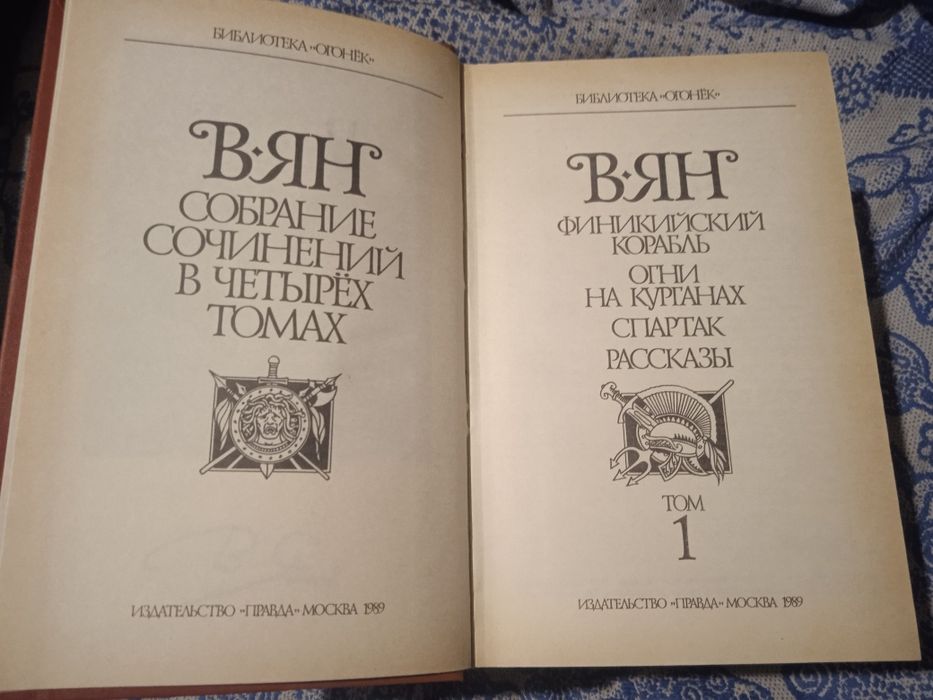 БИБЛИОТЕКА «ОГОНЁК»
В·ЯН
СОБРАНИЕ
СОЧИНЕНИЙ
В ЧЕТЫРЁХ
ТОМАХ
ИЗДАТЕЛЬСТВО «ПРАВДА» МОСКВА 1989
БИБЛИОТЕКА «ОГОНЁК»
В·ЯН
ФИНИКИЙСКИЙ
КОРАБЛЬ
ОГНИ
НА КУРГАНАХ
СПАРТАК
РАССКАЗЫ
ТОМ
1
ИЗДАТЕЛЬСТВО «ПРАВДА» МОСКВА 1989